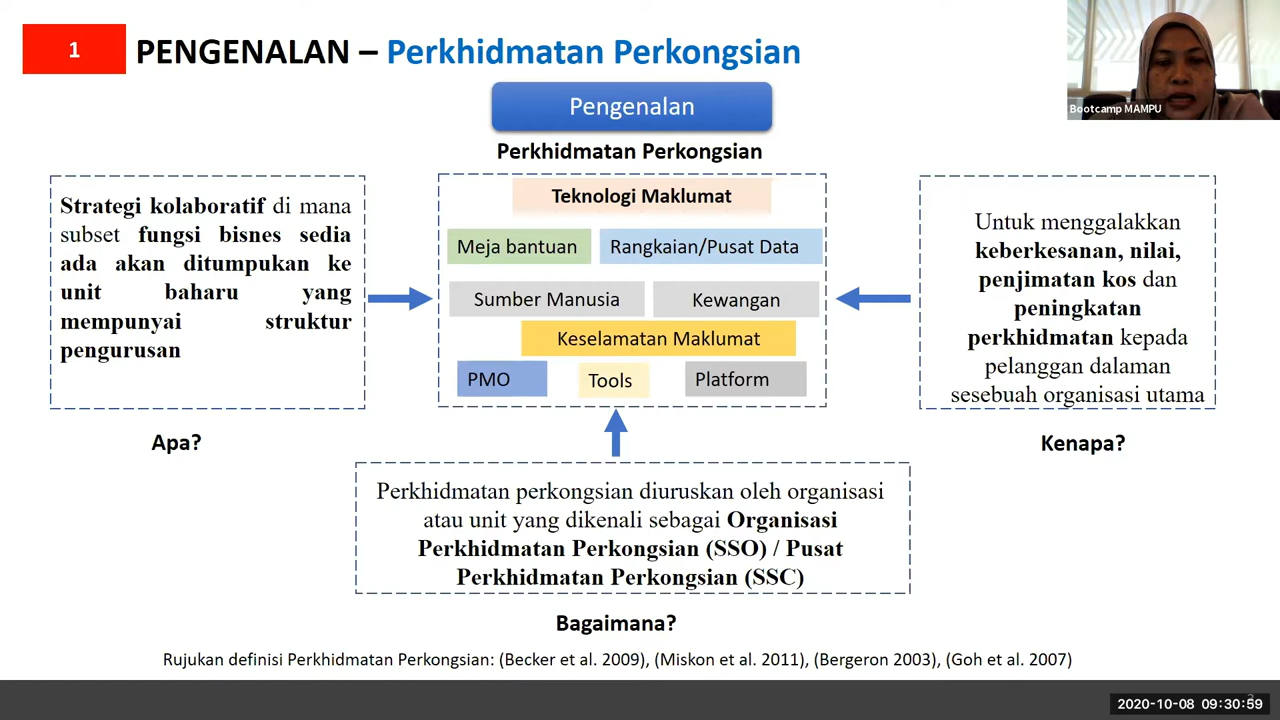 1
PENGENALAN – Perkhidmatan Perkongsian
Bootcamp MAMPU
Pengenalan
Perkhidmatan Perkongsian
Strategi kolaboratif di mana
subset fungsi bisnes sedia
ada akan ditumpukan ke
unit baharu yang
mempunyai struktur
pengurusan
Apa?
Teknologi Maklumat
Meja bantuan
Rangkaian/Pusat Data
Sumber Manusia
Kewangan
Keselamatan Maklumat
PMO
Tools
Platform
Untuk menggalakkan
keberkesanan, nilai,
penjimatan kos dan
peningkatan
perkhidmatan kepada
pelanggan dalaman
sesebuah organisasi utama
Kenapa?
Perkhidmatan perkongsian diuruskan oleh organisasi
atau unit yang dikenali sebagai Organisasi
Perkhidmatan Perkongsian (SSO) / Pusat
Perkhidmatan Perkongsian (SSC)
Bagaimana?
Rujukan definisi Perkhidmatan Perkongsian: (Becker et al. 2009), (Miskon et al. 2011), (Bergeron 2003), (Goh et al. 2007)
2020-10-08 09:30:59